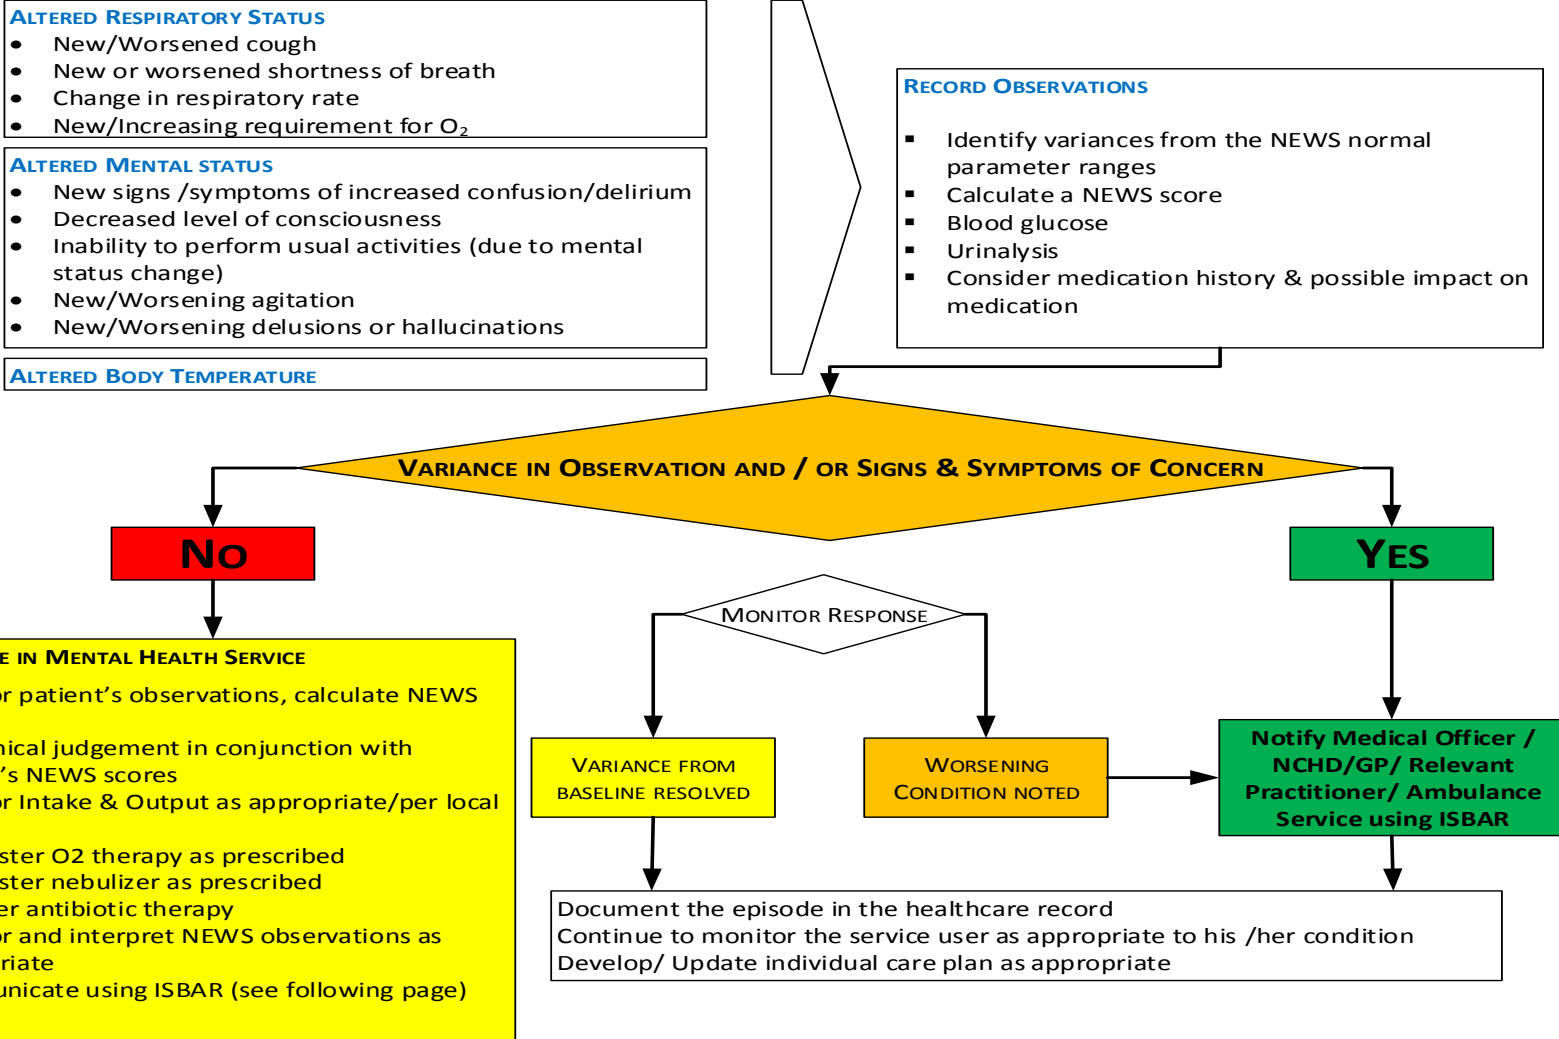 ALTERED RESPIRATORY STATUS
• New/Worsened cough
• New or worsened shortness of breath
• Change in respiratory rate
• New/Increasing requirement for O₂
ALTERED MENTAL STATUS
• New signs /symptoms of increased confusion/delirium
• Decreased level of consciousness
• Inability to perform usual activities (due to mental
status change)
• New/Worsening agitation
• New/Worsening delusions or hallucinations
ALTERED BODY TEMPERATURE
RECORD OBSERVATIONS
▪ Identify variances from the NEWS normal
parameter ranges
▪ Calculate a NEWS score
▪ Blood glucose
▪ Urinalysis
▪ Consider medication history & possible impact on
medication
VARIANCE IN OBSERVATION AND / OR SIGNS & SYMPTOMS OF CONCERN
NO
YES
E IN MENTAL HEALTH SERVICE
or patient's observations, calculate NEWS
nical judgement in conjunction with
's NEWS scores
or Intake & Output as appropriate/per local
ster O2 therapy as prescribed
ster nebulizer as prescribed
er antibiotic therapy
or and interpret NEWS observations as
riate
unicate using ISBAR (see following page)
MONITOR RESPONSE
VARIANCE FROM
BASELINE RESOLVED
WORSENING
CONDITION NOTED
Notify Medical Officer /
NCHD/GP/ Relevant
Practitioner/ Ambulance
Service using ISBAR
Document the episode in the healthcare record
Continue to monitor the service user as appropriate to his /her condition
Develop/ Update individual care plan as appropriate